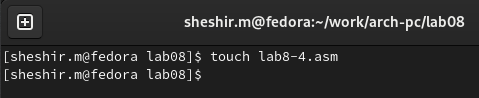 sheshir.m@fedora:~/work/arch-pc/lab08
[sheshir.m@fedora lab08]$ touch lab8-4.asm
[sheshir.m@fedora lab08]$